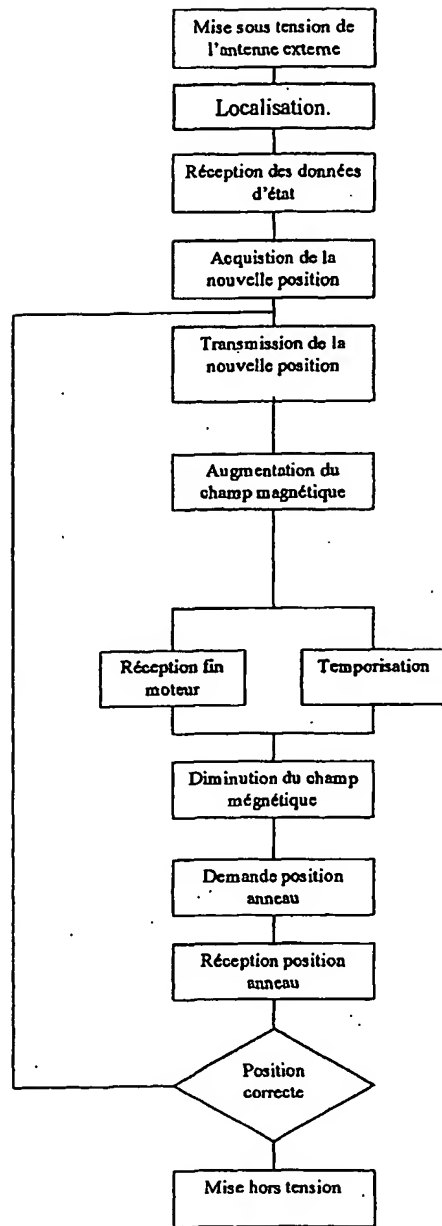 Mise sous tension de
l'antenne externe
Localisation.
Réception des données
d'état
Acquistion de la
nouvelle position
Transmission de la
nouvelle position
Augmentation du
champ magnétique
Réception fin
moteur
Temporisation
Diminution du champ
mégnétique
Demande position
anneau
Réception position
anneau
Position
correcte
Mise hors tension